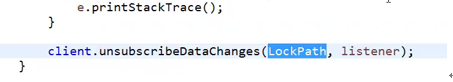 e.printStackTrace();
}
client.unsubscribeDataChanges(LockPath, listener);
}